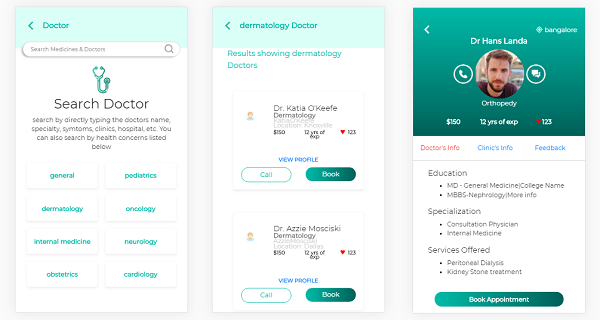 Doctor
Search Medicines & Doctors
Search Doctor
search by directly typing the doctors name,
specialty, symtoms, clinics, hospital, etc. You
can also search by health concerns listed
below
general
pediatrics
dermatology
oncology
internal medicine
neurology
obstetrics
cardiology
dermatology Doctor
Results showing dermatology
Doctors
Dr. Katia O'Keefe
Dermatology
KatiaO'Keefe
Location: Knoxville
$150
12 yrs of
exp
123
VIEW PROFILE
Call
Book
Dr. Azzie Mosciski
Dermatology
AzzieMosciski
Location: Dallas
$150
12 yrs of
exp
123
VIEW PROFILE
Call
Book
bangalore
Dr Hans Landa
Orthopedy
$150
12 yrs of exp
123
Doctor's Info
Clinic's Info
Feedback
Education
MD - General Medicine|College Name
MBBS-Nephrology|More info
Specialization
Consultation Physician
Internal Medicine
Services Offered
Peritoneal Dialysis
Kidney Stone treatment
Book Appointment